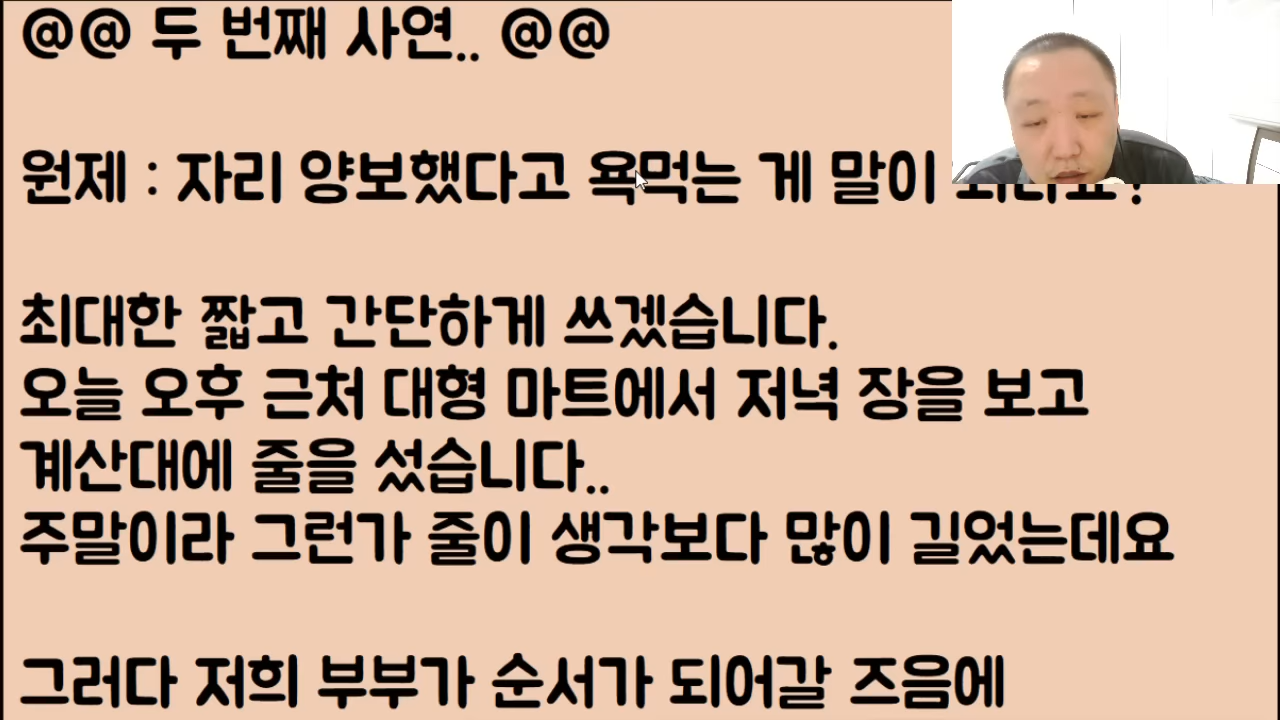 @@ 두 번째 사연.. @@
원제 : 자리 양보했다고 욕먹는 게 말이
최대한 짧고 간단하게 쓰겠습니다.
오늘 오후 근처 대형 마트에서 저녁 장을 보고
계산대에 줄을 섰습니다..
주말이라 그런가 줄이 생각보다 많이 길었는데요
그러다 저희 부부가 순서가 되어갈 즈음에